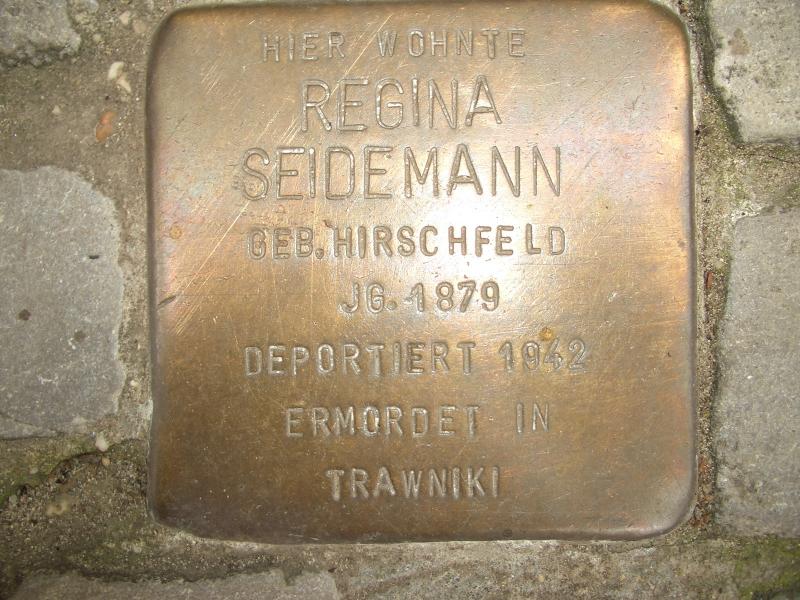 HIER WOHNTE
REGINA
SEIDEMANN
GEB. HIRSCHFELD
JG. 1879
DEPORTIERT 1942
ERMORDET IN
TRAWNIKI